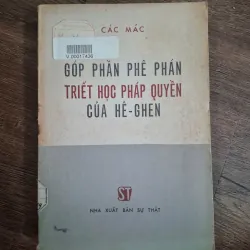 CÁC MÁC
V.00017436
GÓP PHẦN PHÊ PHÁN
TRIẾT HỌC PHÁP QUYỀN
CỦA HÊ-GHEN
ST
NHÀ XUẤT BẢN SỰ THẬT